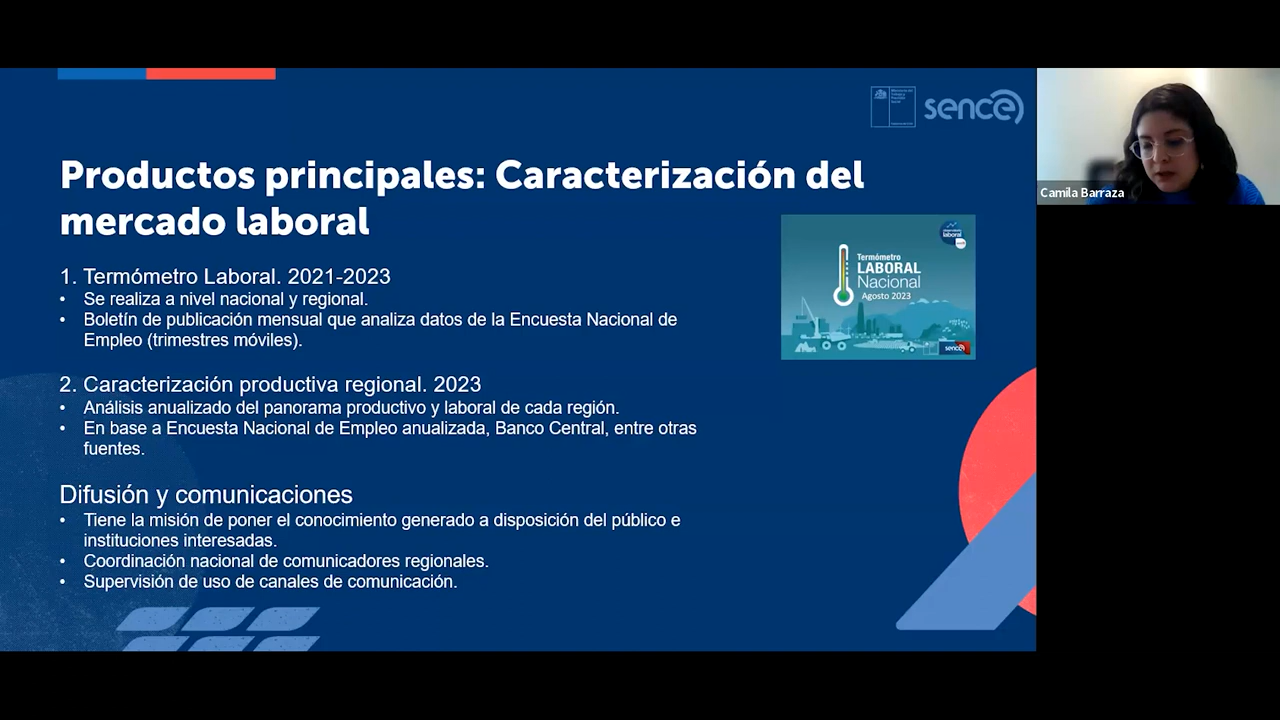 sence
Productos principales: Caracterización del
mercado laboral
1. Termómetro Laboral. 2021-2023
• Se realiza a nivel nacional y regional.
• Boletín de publicación mensual que analiza datos de la Encuesta Nacional de
Empleo (trimestres móviles).
2. Caracterización productiva regional. 2023
• Análisis anualizado del panorama productivo y laboral de cada región.
• En base a Encuesta Nacional de Empleo anualizada, Banco Central, entre otras
fuentes.
Difusión y comunicaciones
• Tiene la misión de poner el conocimiento generado a disposición del público e
instituciones interesadas.
• Coordinación nacional de comunicadores regionales.
• Supervisión de uso de canales de comunicación.
laboral
Termómetro
LABORAL
Nacional
Agosto 2023
sence
Camila Barraza